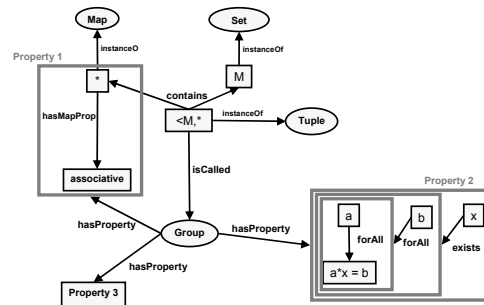 Map
Set
instanceO
instanceOf
Property 1
*
M
contains
hasMapProp
<M,*
instanceOf
Tuple
associative
isCalled
Property 2
a
b
x
hasProperty
Group
hasProperty
forAll
forAll
exists
hasProperty
a*x = b
Property 3